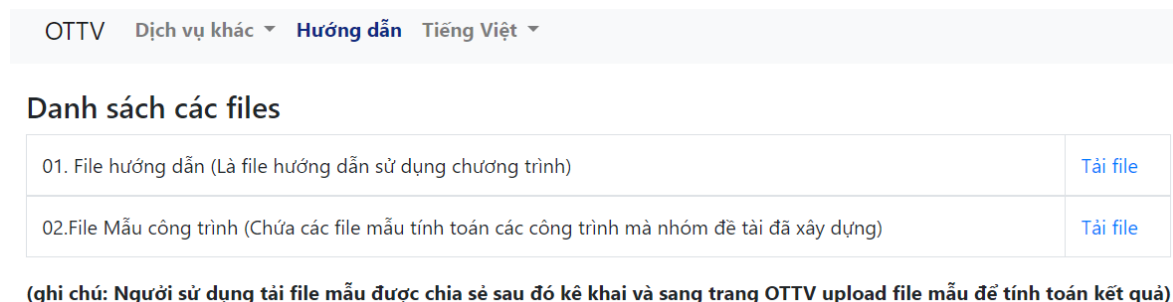 OTTV Dịch vụ khác Hướng dẫn Tiếng Việt
Danh sách các files
01. File hướng dẫn (Là file hướng dẫn sử dụng chương trình) Tải file
02.File Mẫu công trình (Chứa các file mẫu tính toán các công trình mà nhóm đề tài đã xây dựng) Tải file
(ghi chú: Người sử dụng tải file mẫu được chia sẻ sau đó kê khai và sang trang OTTV upload file mẫu để tính toán kết quả)